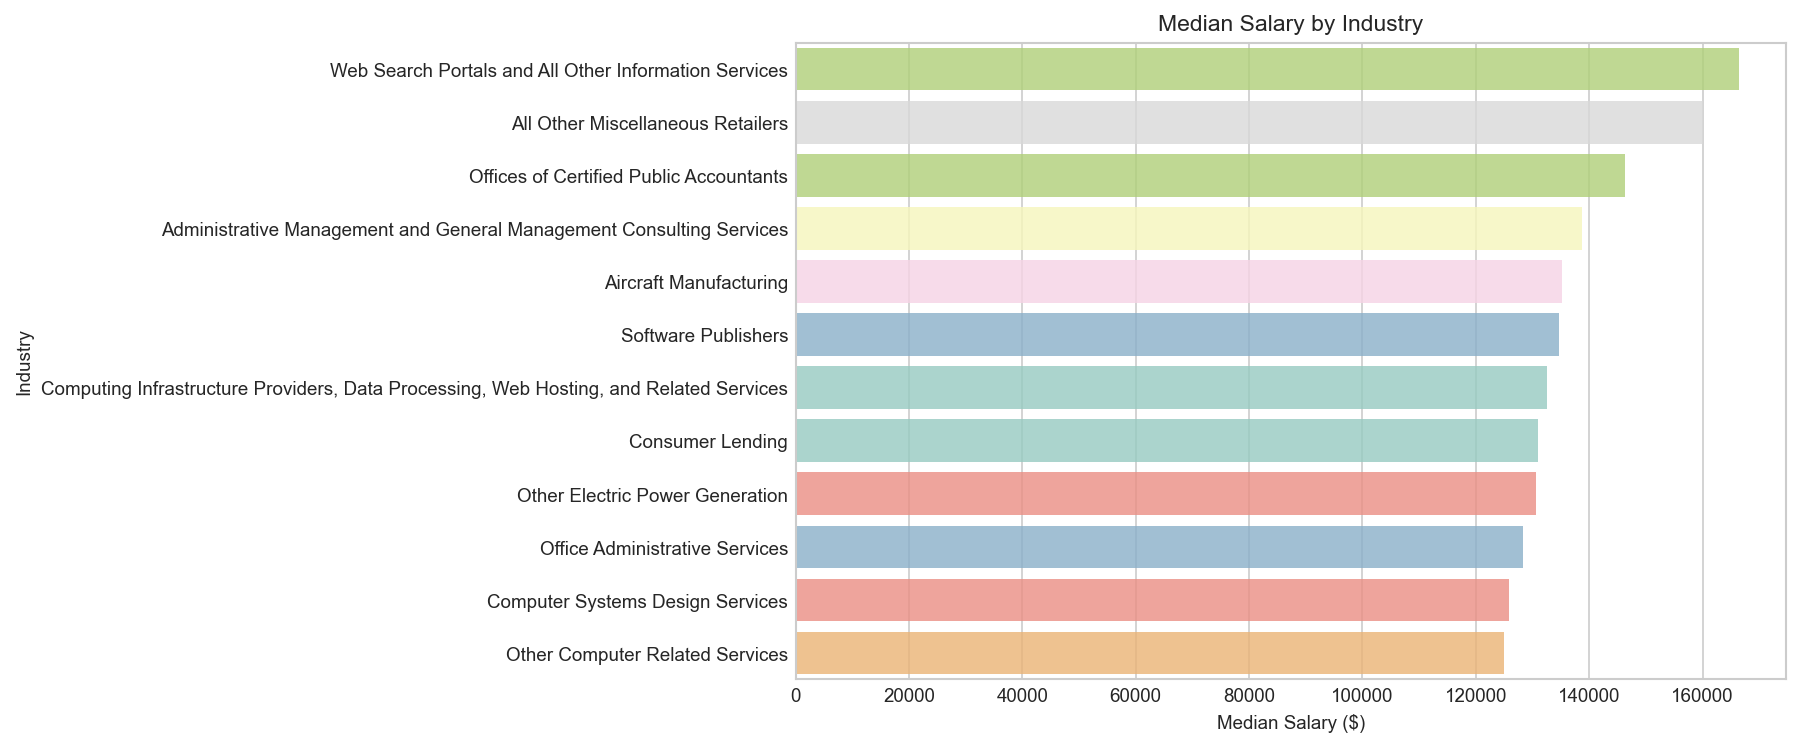 Median Salary by Industry
Web Search Portals and All Other Information Services
All Other Miscellaneous Retailers
Offices of Certified Public Accountants
Administrative Management and General Management Consulting Services
Aircraft Manufacturing
Software Publishers
Computing Infrastructure Providers, Data Processing, Web Hosting, and Related Services
Consumer Lending
Other Electric Power Generation
Office Administrative Services
Computer Systems Design Services
Other Computer Related Services
Industry
0 20000 40000 60000 80000 100000 120000 140000 160000
Median Salary ($)